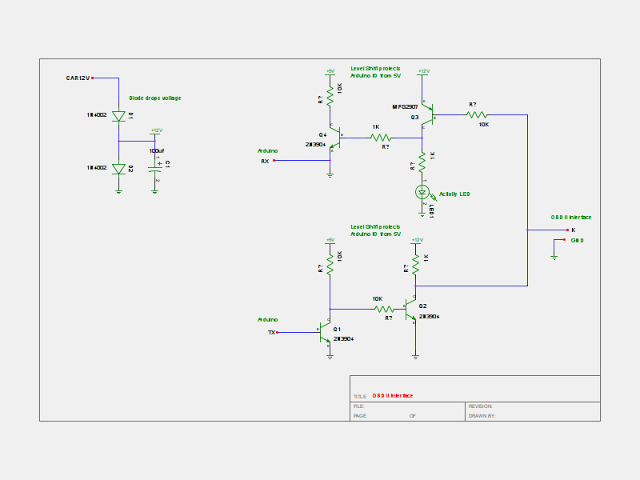 CAR12V
Diode drops voltage
1N4002
D1
+12V
100uF
1N4002
D2
C1
+5V
Level Shift protects
Arduino IO from 5V
+12V
R?
10K
MPS2907
Q3
R?
10K
Q4
2N3904
1K
R?
Arduino
RX
R?
1K
Activity LED
LED1
OBD II Interface
K
GND
Level Shift protects
Arduino IO from 5V
+5V
+12V
R?
10K
R?
1K
10K
R?
Q2
2N3904
Arduino
TX
Q1
2N3904
TITLE: OBD II Interface
FILE:
REVISION:
PAGE
OF
DRAWN BY: